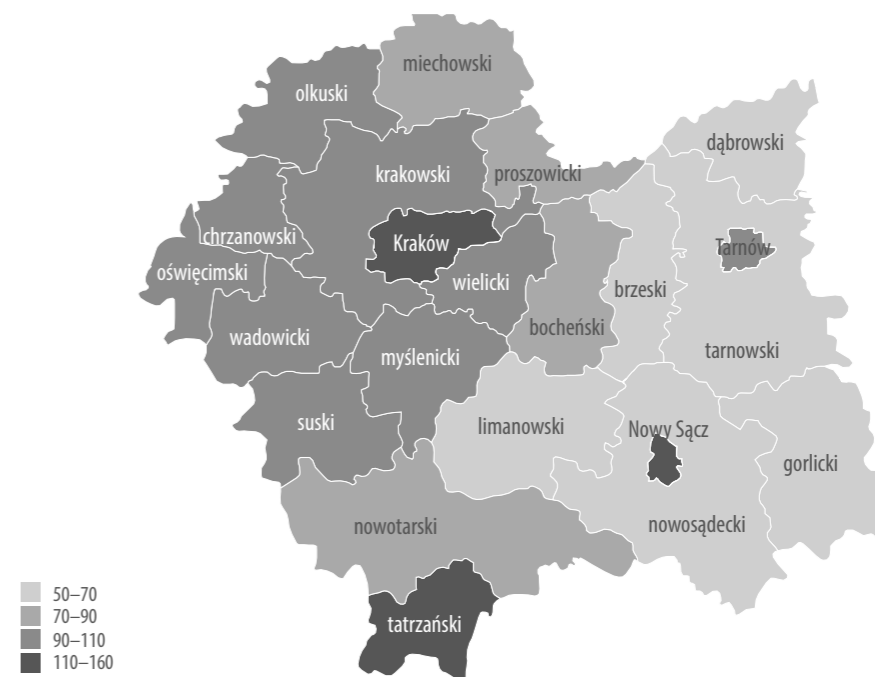 miechowski
olkuski
dąbrowski
krakowski
proszowicki
chrzanowski
Kraków
Tarnów
oświęcimski
wielicki
brzeski
bocheński
wadowicki
tarnowski
myślenicki
suski
limanowski
Nowy Sącz
gorlicki
nowotarski
nowosądecki
tatrzański
50–70
70–90
90–110
110–160